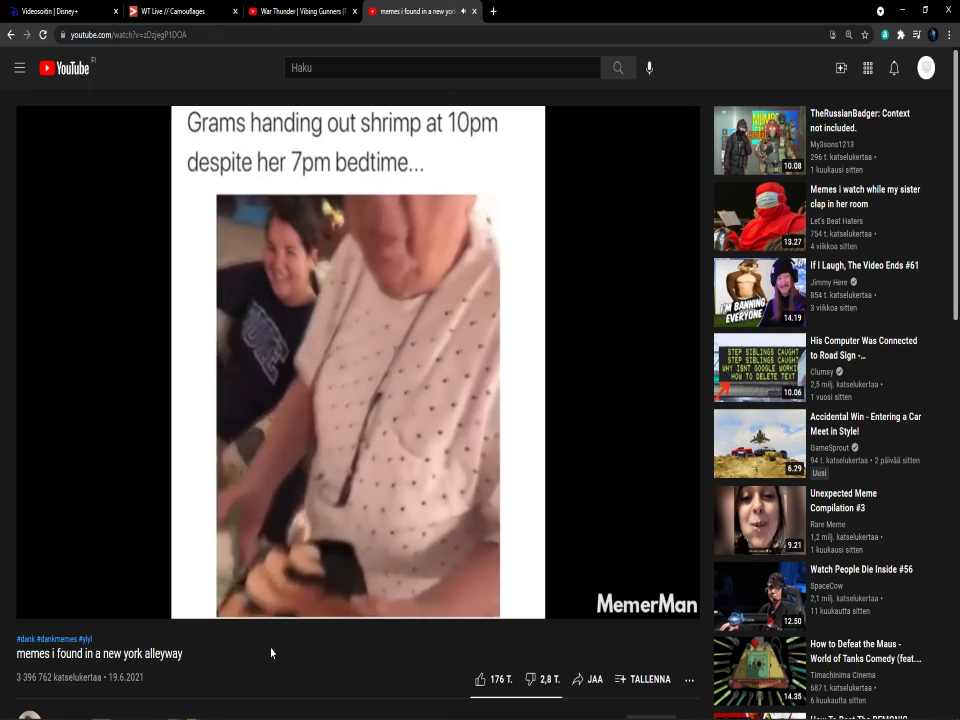 Videosoitin | Disney+
WT Live // Camouflages
War Thunder | Vibing Gunners (F
memes i found in a new york
youtube.com/watch?v=zDzjegP1DOA
YouTube FI
Haku
Grams handing out shrimp at 10pm
despite her 7pm bedtime...
MemerMan
#dank #dankmemes #ylyl
memes i found in a new york alleyway
3 396 762 katselukertaa • 19.6.2021
176 T.
2,8 T.
JAA
TALLENNA
10.08
TheRussianBadger: Context
not included.
My3sons1213
296 t. katselukertaa •
1 kuukausi sitten
13.27
Memes i watch while my sister
clap in her room
Let's Beat Haters
754 t. katselukertaa •
4 viikkoa sitten
I'M BANNING
EVERYONE
14.19
If I Laugh, The Video Ends #61
Jimmy Here
854 t. katselukertaa •
3 viikkoa sitten
STEP SIBLINGS CAUGHT
STEP SIBLINGS CAUGHT
WHY ISNT GOOGLE WORKI
HOW TO DELETE TEXT
10.06
His Computer Was Connected
to Road Sign -...
Clumsy
2,5 milj. katselukertaa •
1 vuosi sitten
6.29
Accidental Win - Entering a Car
Meet in Style!
GameSprout
94 t. katselukertaa • 2 päivää sitten
Uusi
9.21
Unexpected Meme
Compilation #3
Rare Meme
1,2 milj. katselukertaa •
1 kuukausi sitten
12.50
Watch People Die Inside #56
SpaceCow
2,1 milj. katselukertaa •
11 kuukautta sitten
14.35
How to Defeat the Maus -
World of Tanks Comedy (feat...
Timachinima Cinema
687 t. katselukertaa •
6 kuukautta sitten